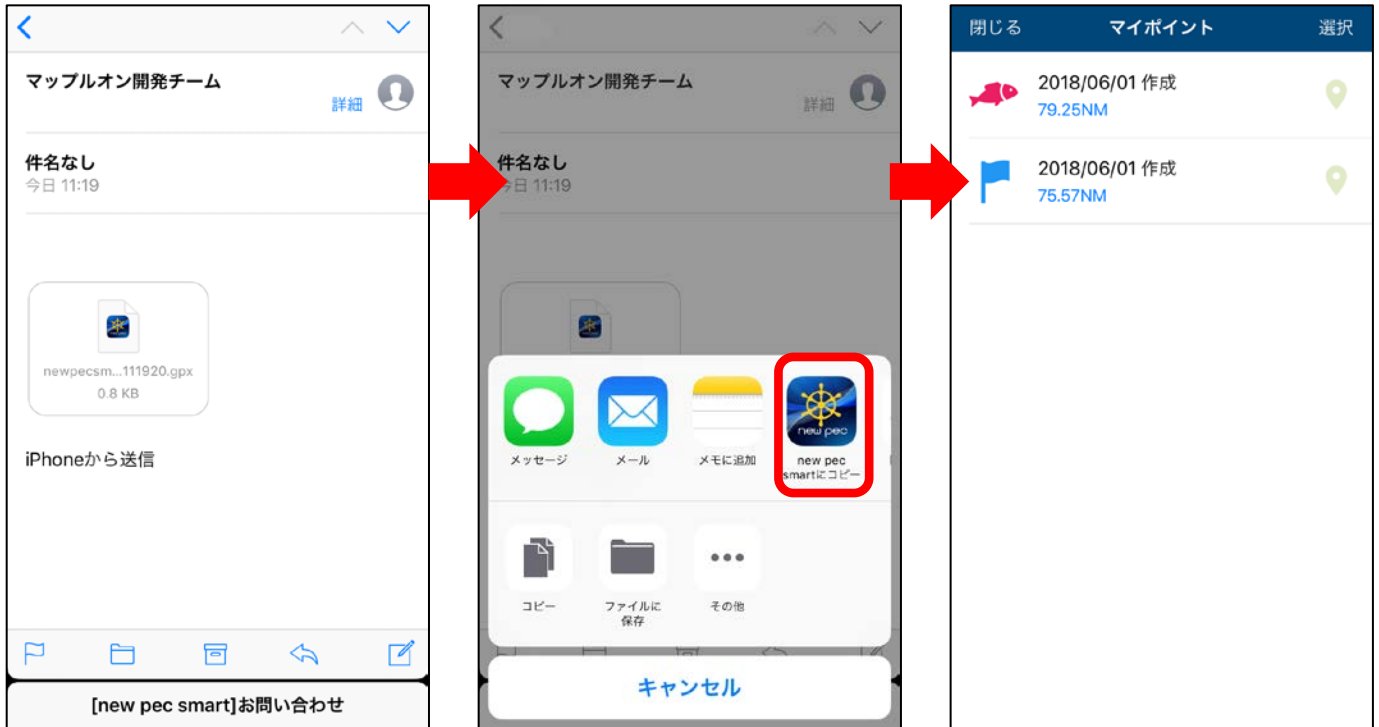 マップルオン開発チーム
詳細
件名なし
今日 11:19
newpecsm...111920.gpx
0.8 KB
iPhoneから送信
[new pec smart]お問い合わせ
マップルオン開発チーム
詳細
件名なし
今日 11:19
new pec
メッセージ
メール
メモに追加
new pec
smartにコピー
コピー
ファイルに
保存
その他
キャンセル
閉じる
マイポイント
選択
2018/06/01 作成
79.25NM
2018/06/01 作成
75.57NM